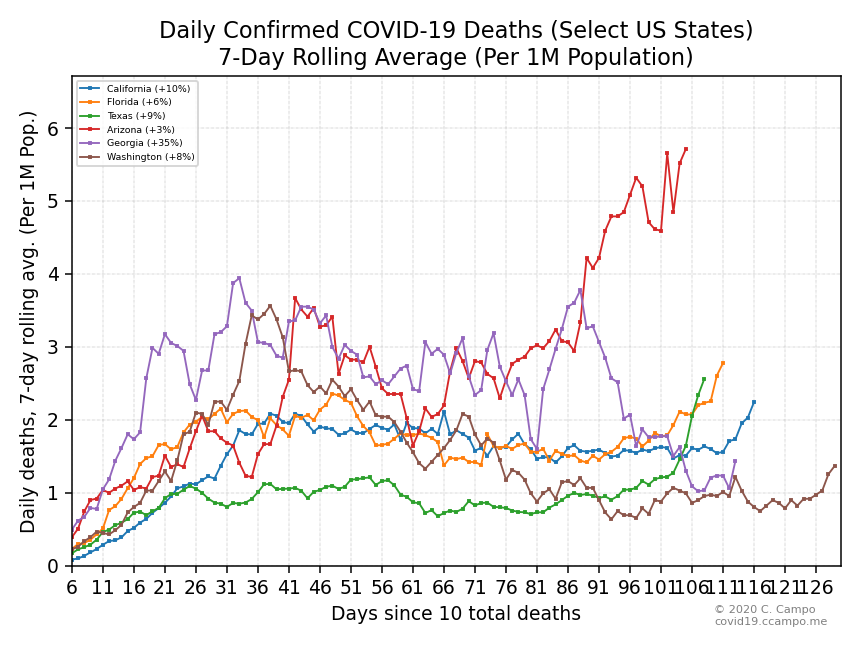 Daily Confirmed COVID-19 Deaths (Select US States)
7-Day Rolling Average (Per 1M Population)
California (+10%)
Florida (+6%)
Texas (+9%)
Arizona (+3%)
Georgia (+35%)
Washington (+8%)
Daily deaths, 7-day rolling avg. (Per 1M Pop.)
6
5
4
3
2
1
0
6 11 16 21 26 31 36 41 46 51 56 61 66 71 76 81 86 91 96 101 106 111 116 121 126
Days since 10 total deaths
© 2020 C. Campo
covid19.ccampo.me